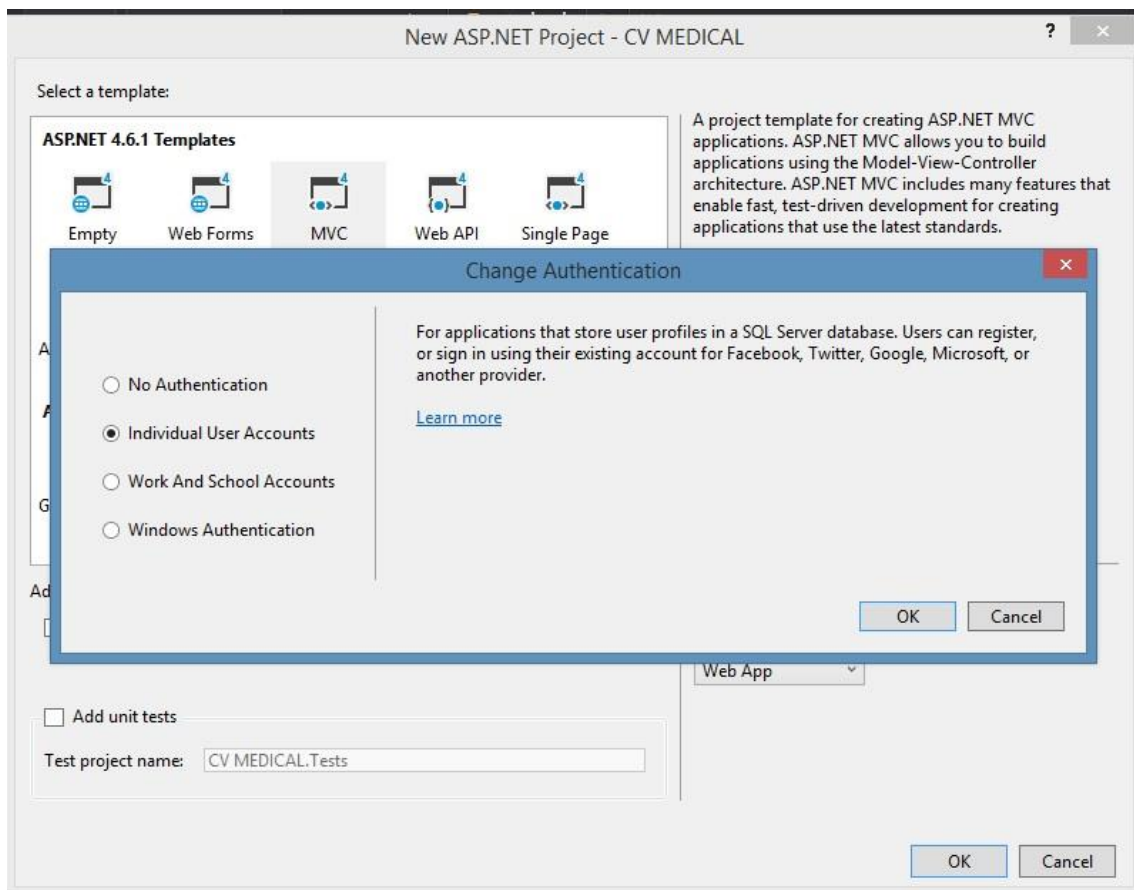 New ASP.NET Project - CV MEDICAL
?
Select a template:
ASP.NET 4.6.1 Templates
Empty
Web Forms
MVC
Web API
Single Page
A project template for creating ASP.NET MVC
applications. ASP.NET MVC allows you to build
applications using the Model-View-Controller
architecture. ASP.NET MVC includes many features that
enable fast, test-driven development for creating
applications that use the latest standards.
Change Authentication
No Authentication
Individual User Accounts
Work And School Accounts
Windows Authentication
For applications that store user profiles in a SQL Server database. Users can register,
or sign in using their existing account for Facebook, Twitter, Google, Microsoft, or
another provider.
Learn more
OK
Cancel
A
A
G
Ad
Web App
Add unit tests
Test project name:
CV MEDICAL.Tests
OK
Cancel